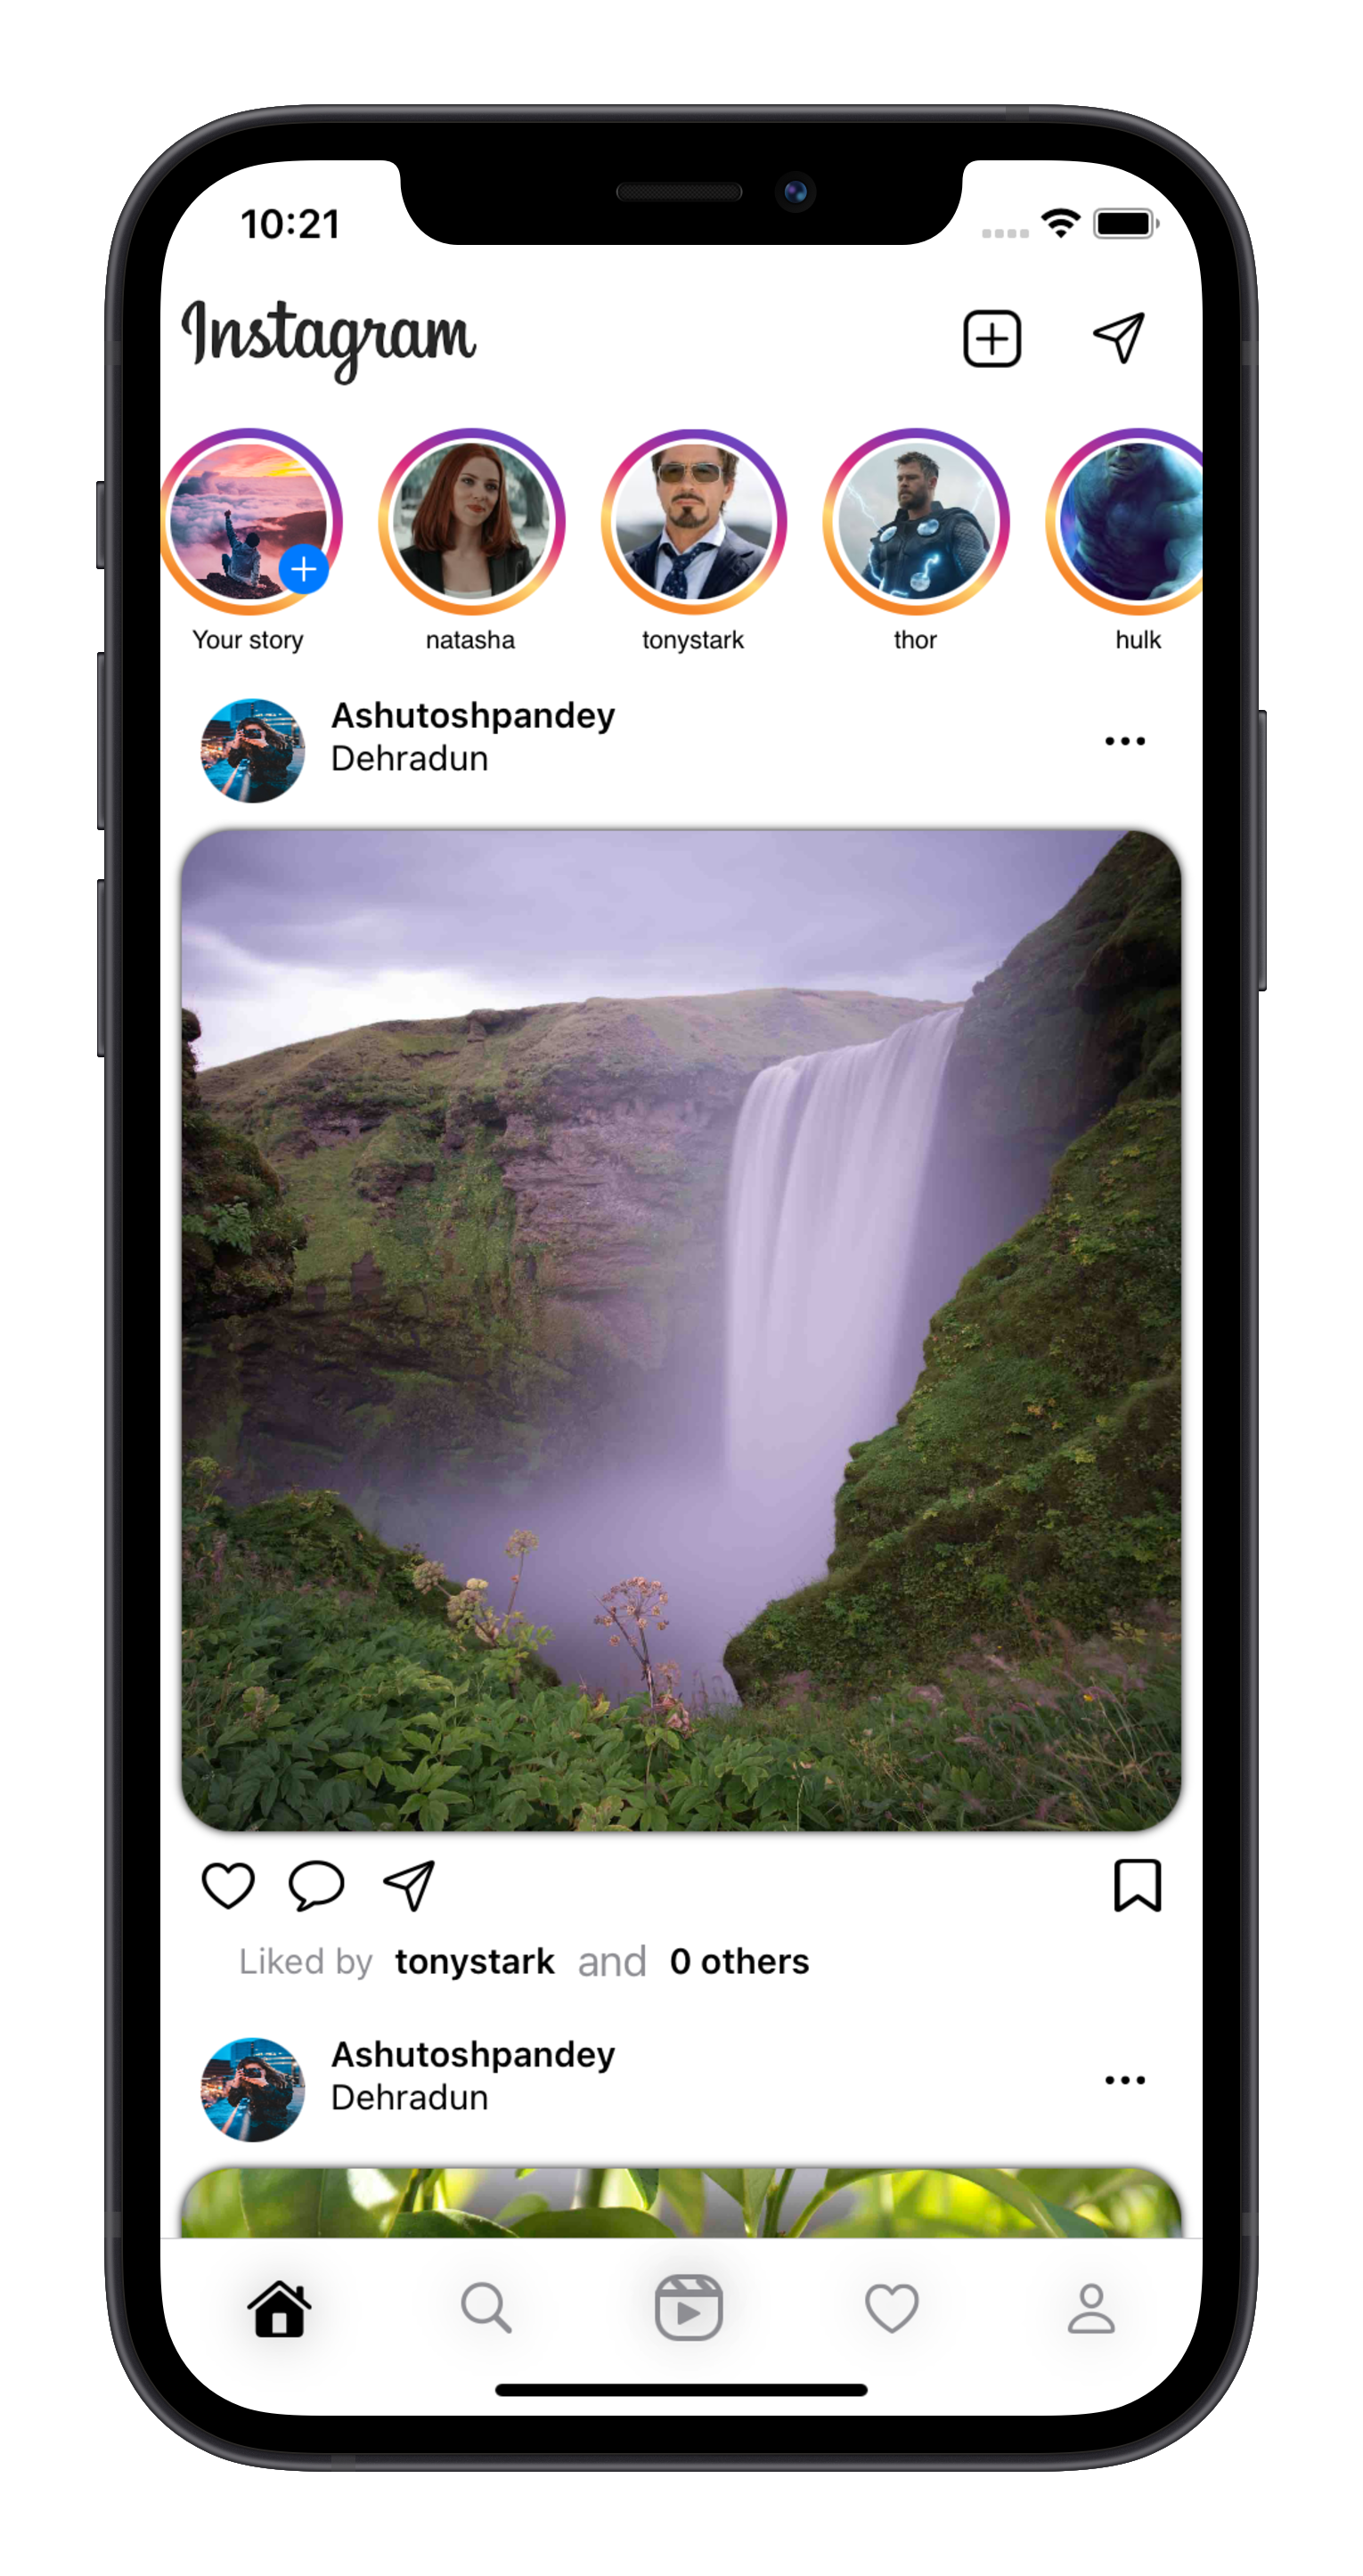 10:21
Instagram
Your story
natasha
tonystark
thor
hulk
Ashutoshpandey
Dehradun
Liked by tonystark and 0 others
Ashutoshpandey
Dehradun